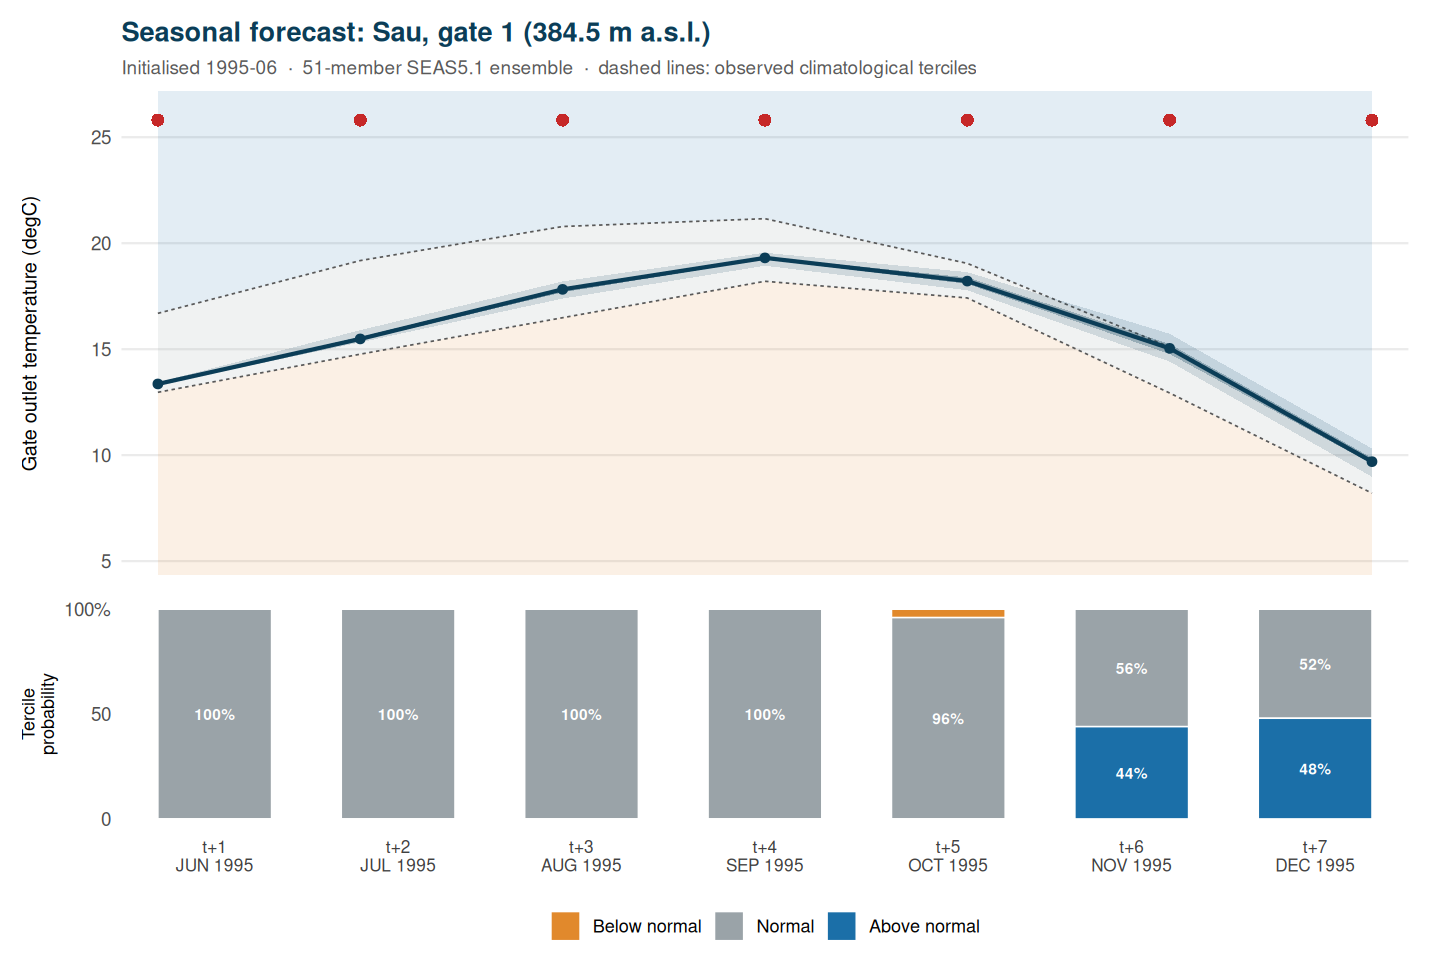 Seasonal forecast: Sau, gate 1 (384.5 m a.s.l.)
Initialised 1995-06 · 51-member SEAS5.1 ensemble · dashed lines: observed climatological terciles
Gate outlet temperature (degC)
25
20
15
10
5
Tercile
probability
100%
50
0
100%
100%
100%
100%
96%
56%
44%
52%
48%
t+1
JUN 1995
t+2
JUL 1995
t+3
AUG 1995
t+4
SEP 1995
t+5
OCT 1995
t+6
NOV 1995
t+7
DEC 1995
Below normal
Normal
Above normal